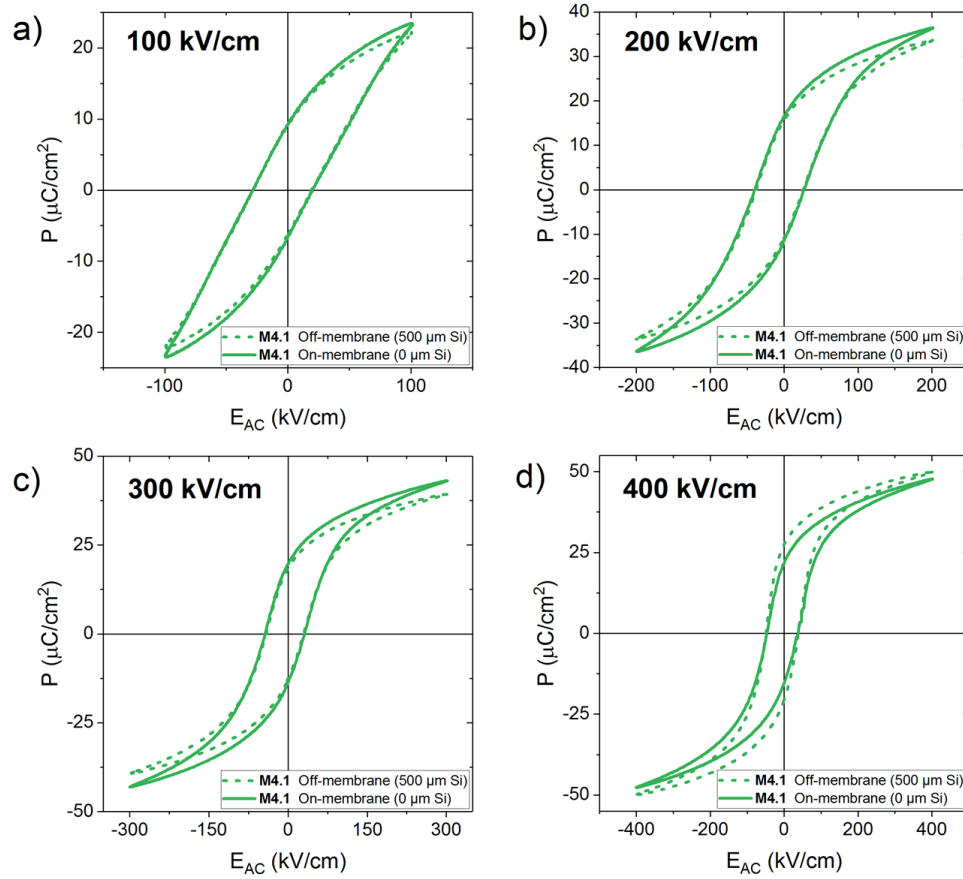 a)
100 kV/cm
20
10
0
-10
-20
P (µC/cm²)
-100
0
100
E_AC (kV/cm)
M4.1 Off-membrane (500 µm Si)
M4.1 On-membrane (0 µm Si)
b)
200 kV/cm
40
30
20
10
0
-10
-20
-30
-40
P (µC/cm²)
-200
-100
0
100
200
E_AC (kV/cm)
M4.1 Off-membrane (500 µm Si)
M4.1 On-membrane (0 µm Si)
c)
300 kV/cm
50
25
0
-25
-50
P (µC/cm²)
-300
-150
0
150
300
E_AC (kV/cm)
M4.1 Off-membrane (500 µm Si)
M4.1 On-membrane (0 µm Si)
d)
400 kV/cm
50
25
0
-25
-50
P (µC/cm²)
-400
-200
0
200
400
E_AC (kV/cm)
M4.1 Off-membrane (500 µm Si)
M4.1 On-membrane (0 µm Si)